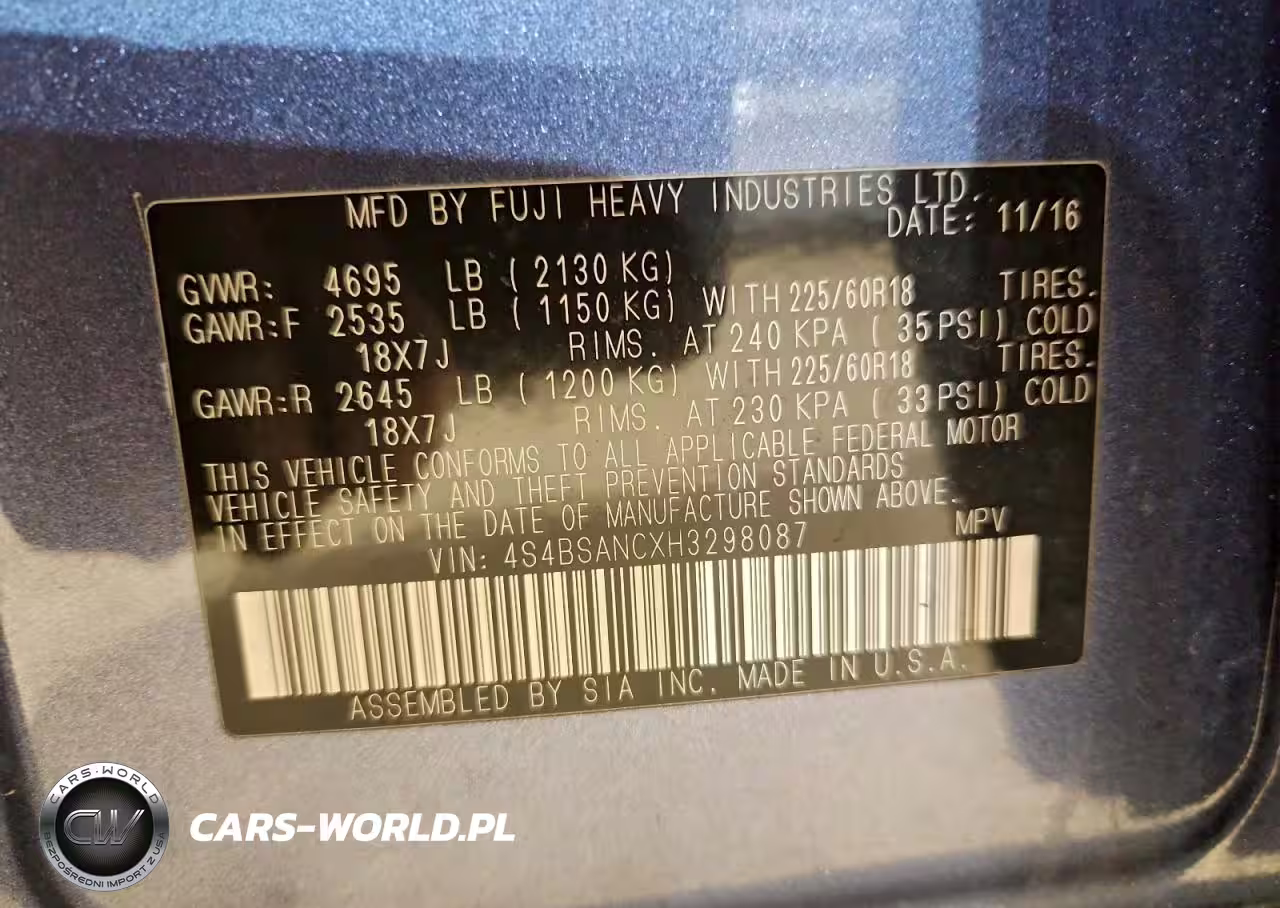 MFD BY FUJI HEAVY INDUSTRIES LTD.
DATE: 11/16
GVWR: 4695 LB ( 2130 KG)
GAWR:F 2535 LB ( 1150 KG) WITH 225/60R18 TIRES.
18X7J RIMS. AT 240 KPA ( 35 PSI) COLD
GAWR:R 2645 LB ( 1200 KG) WITH 225/60R18 TIRES.
18X7J RIMS. AT 230 KPA ( 33 PSI) COLD
THIS VEHICLE CONFORMS TO ALL APPLICABLE FEDERAL MOTOR
VEHICLE SAFETY AND THEFT PREVENTION STANDARDS
IN EFFECT ON THE DATE OF MANUFACTURE SHOWN ABOVE.
VIN: 4S4BSANCXH3298087 MPV
ASSEMBLED BY SIA INC. MADE IN U.S.A.
CARS-WORLD
CW
BEZPOŚREDNI IMPORT Z USA
CARS-WORLD.PL